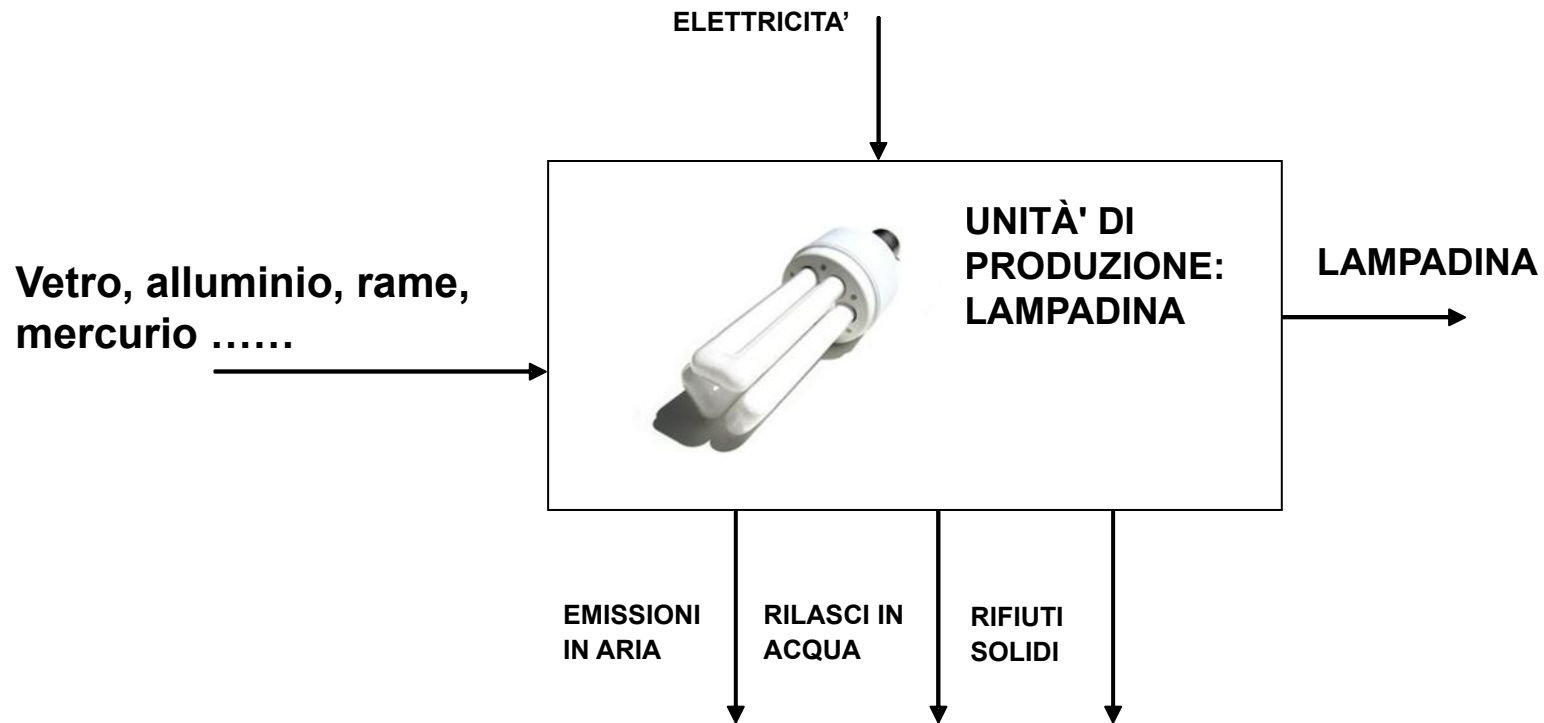 ELETTRICITA’
UNITÀ' DI
PRODUZIONE:
LAMPADINA
LAMPADINA
Vetro, alluminio, rame,
mercurio ……
EMISSIONI
IN ARIA
RILASCI IN
ACQUA
RIFIUTI
SOLIDI